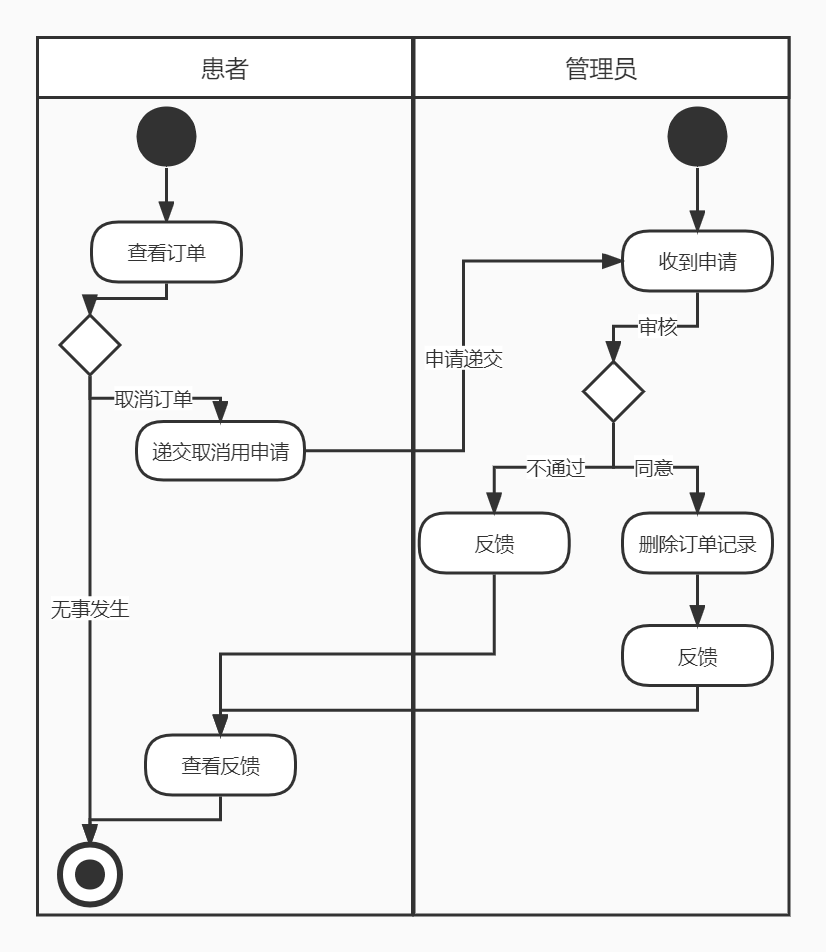 患者
管理员
查看订单
收到申请
审核
申请递交
取消订单
递交取消用申请
不通过
同意
反馈
删除订单记录
无事发生
反馈
查看反馈